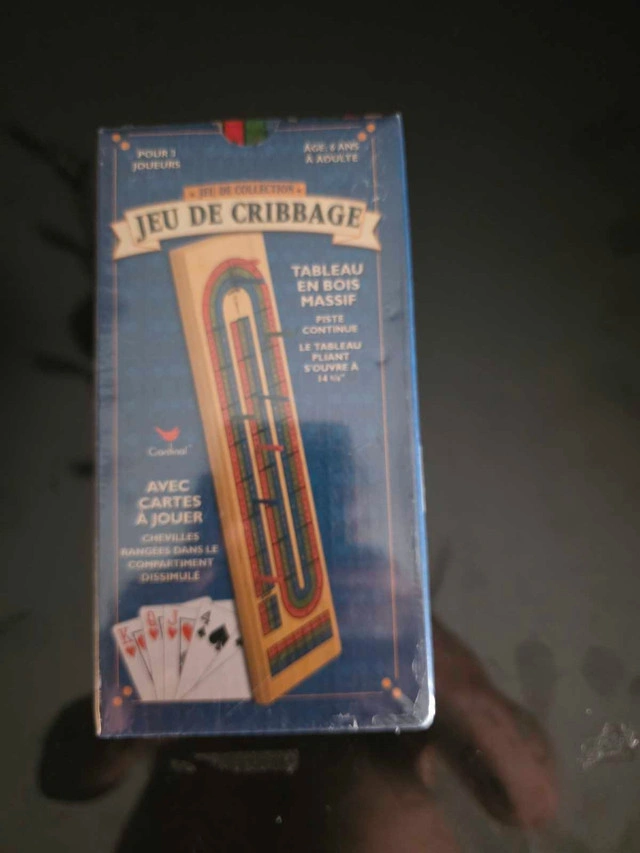 POUR 2
JOUEURS
ÂGE: 6 ANS
À ADULTE
JEU DE COLLECTION
JEU DE CRIBBAGE
TABLEAU
EN BOIS
MASSIF
PISTE
CONTINUE
LE TABLEAU
PLIANT
S'OUVRE À
Cardinal
AVEC
CARTES
À JOUER
CHEVILLES
RANGÉES DANS LE
COMPARTIMENT
DISSIMULÉ
K
Q
J
A